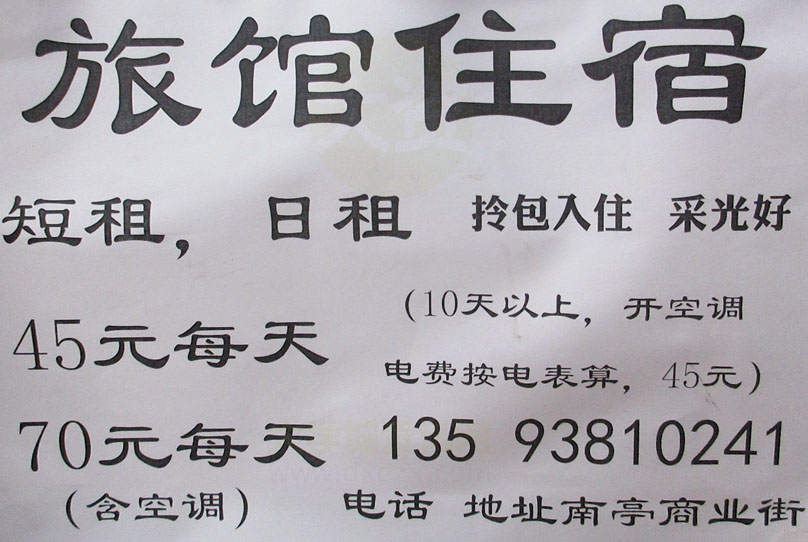 旅馆住宿
短租，日租 拎包入住 采光好
45元每天
（10天以上，开空调
电费按电表算，45元）
70元每天 135 93810241
（含空调） 电话 地址南亭商业街